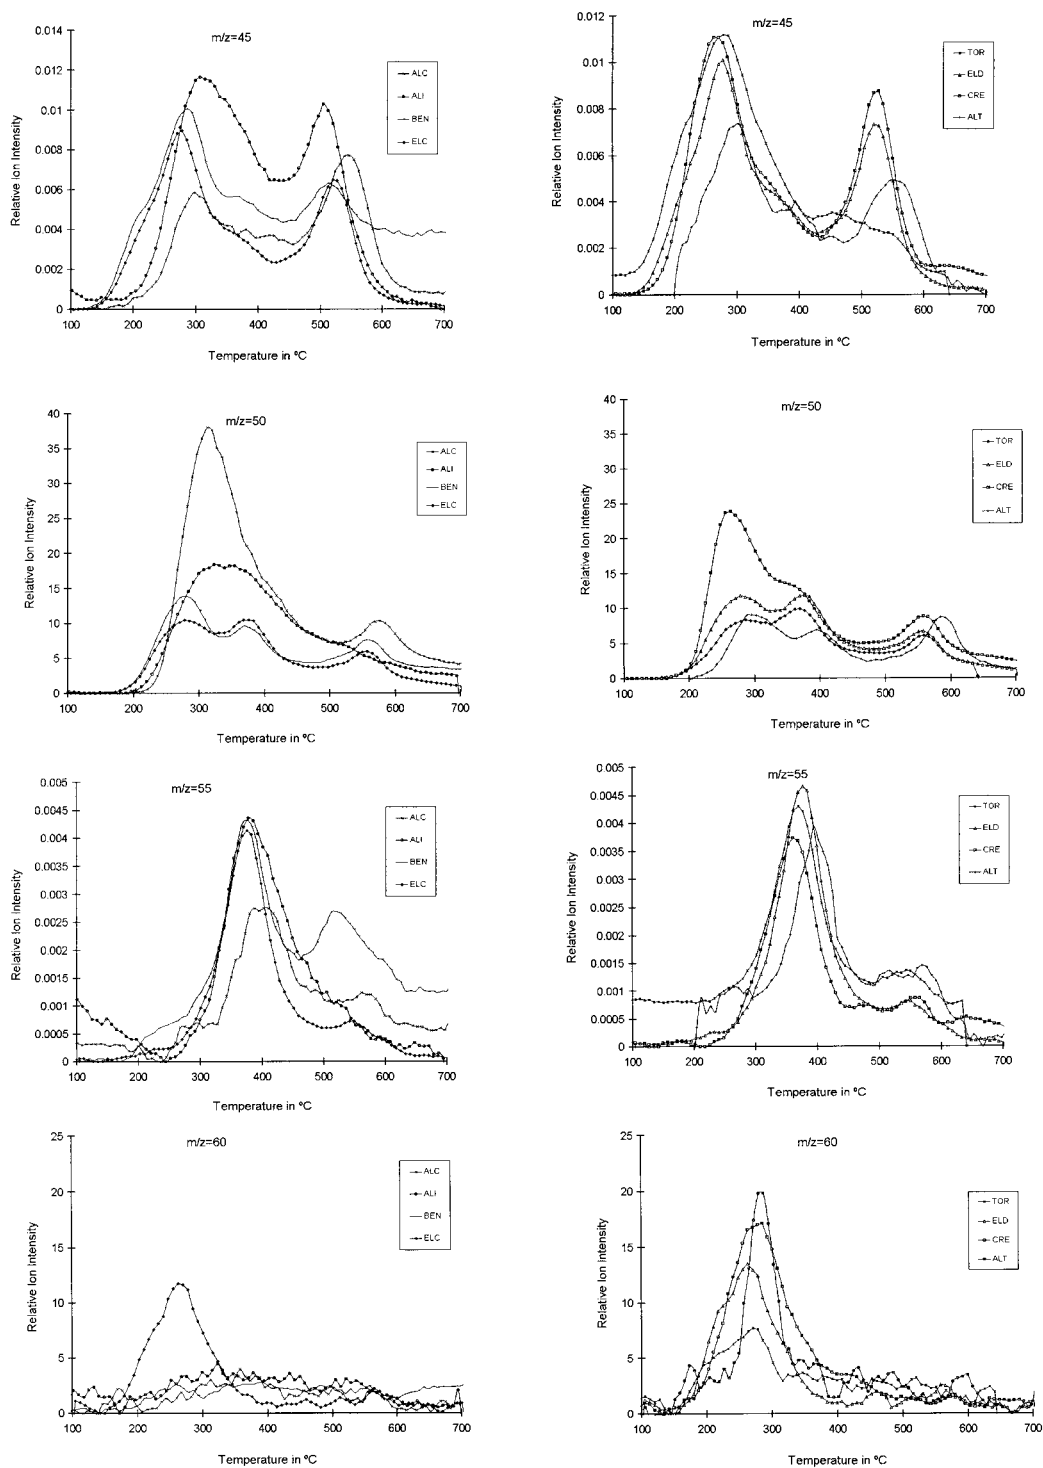 m/z=45
0.014
0.012
0.01
0.008
0.006
0.004
0.002
0
100 200 300 400 500 600 700
Relative Ion Intensity
Temperature in ºC
ALC
ALI
BEN
ELC
m/z=45
0.012
0.01
0.008
0.006
0.004
0.002
0
100 200 300 400 500 600 700
Relative Ion Intensity
Temperature in ºC
TOR
ELD
CRE
ALT
m/z=50
40
35
30
25
20
15
10
5
0
100 200 300 400 500 600 700
Relative Ion Intensity
Temperature in ºC
ALC
ALI
BEN
ELC
m/z=50
40
35
30
25
20
15
10
5
0
100 200 300 400 500 600 700
Relative Ion Intensity
Temperature in ºC
TOR
ELD
CRE
ALT
m/z=55
0.005
0.0045
0.004
0.0035
0.003
0.0025
0.002
0.0015
0.001
0.0005
0
100 200 300 400 500 600 700
Relative Ion Intensity
Temperature in ºC
ALC
ALI
BEN
ELC
m/z=55
0.005
0.0045
0.004
0.0035
0.003
0.0025
0.002
0.0015
0.001
0.0005
0
100 200 300 400 500 600 700
Relative Ion Intensity
Temperature in ºC
TOR
ELD
CRE
ALT
m/z=60
25
20
15
10
5
0
100 200 300 400 500 600 700
Relative Ion Intensity
Temperature in ºC
ALC
ALI
BEN
ELC
m/z=60
25
20
15
10
5
0
100 200 300 400 500 600 700
Relative Ion Intensity
Temperature in ºC
TOR
ELD
CRE
ALT